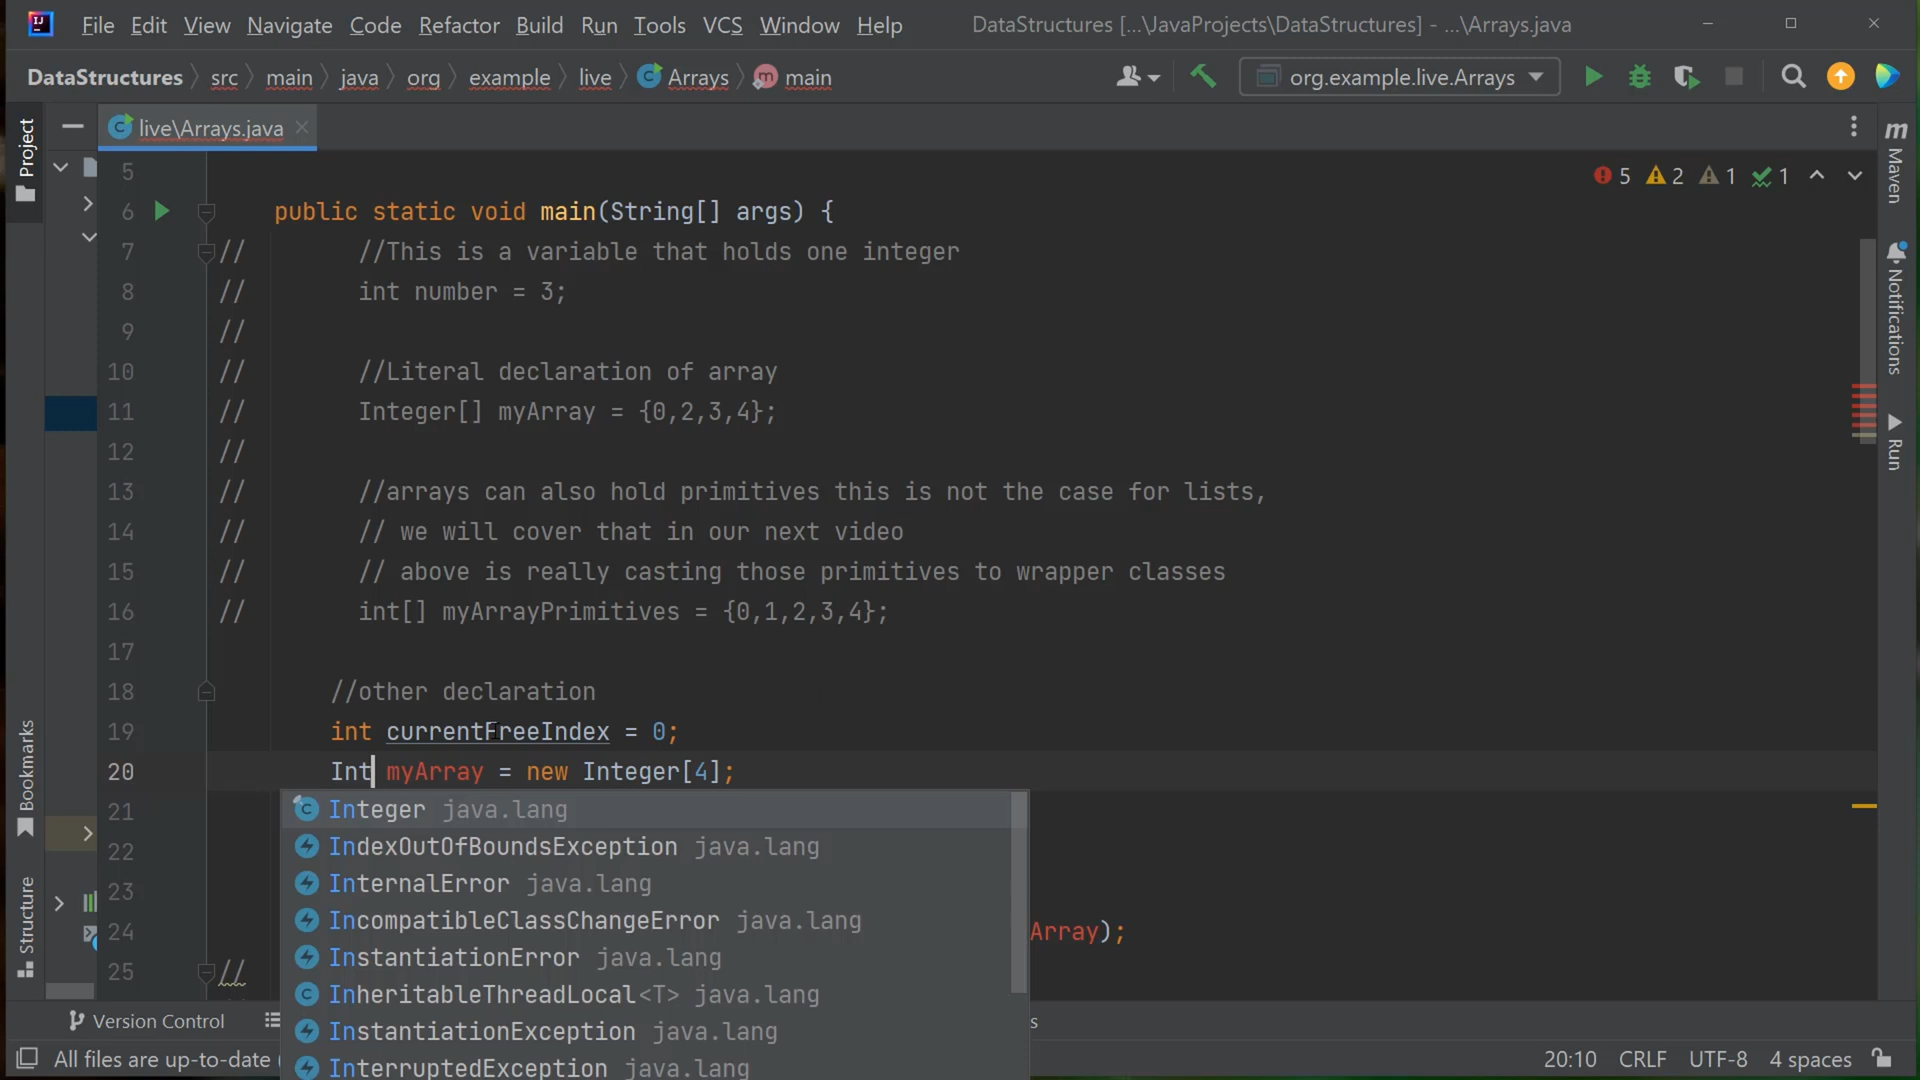 File Edit View Navigate Code Refactor Build Run Tools VCS Window Help DataStructures [...\JavaProjects\DataStructures] - ...\Arrays.java
DataStructures src main java org example live Arrays main org.example.live.Arrays
live\Arrays.java
Project
Bookmarks
Structure
Maven
Notifications
Run
5 2 1 1
5
6 public static void main(String[] args) {
7 // //This is a variable that holds one integer
8 // int number = 3;
9 //
10 // //Literal declaration of array
11 // Integer[] myArray = {0,2,3,4};
12 //
13 // //arrays can also hold primitives this is not the case for lists,
14 // // we will cover that in our next video
15 // // above is really casting those primitives to wrapper classes
16 // int[] myArrayPrimitives = {0,1,2,3,4};
17
18 //other declaration
19 int currentFreeIndex = 0;
20 Int myArray = new Integer[4];
21
22
23
24 Array);
25 //
Integer java.lang
IndexOutOfBoundsException java.lang
InternalError java.lang
IncompatibleClassChangeError java.lang
InstantiationError java.lang
InheritableThreadLocal<T> java.lang
InstantiationException java.lang
InterruptedException java.lang
Version Control s
All files are up-to-date ( 20:10 CRLF UTF-8 4 spaces